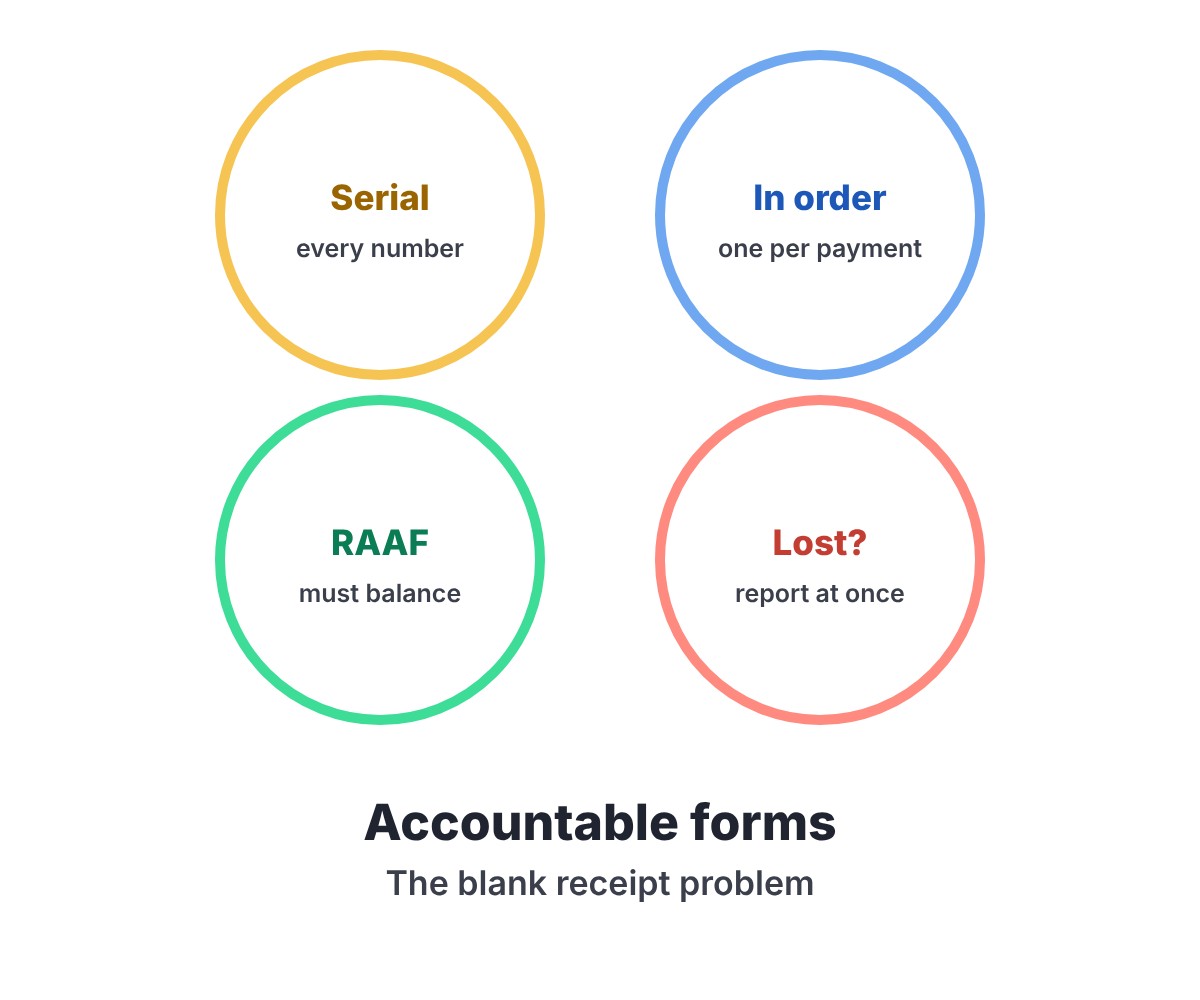 Serial
every number
In order
one per payment
RAAF
must balance
Lost?
report at once
Accountable forms
The blank receipt problem